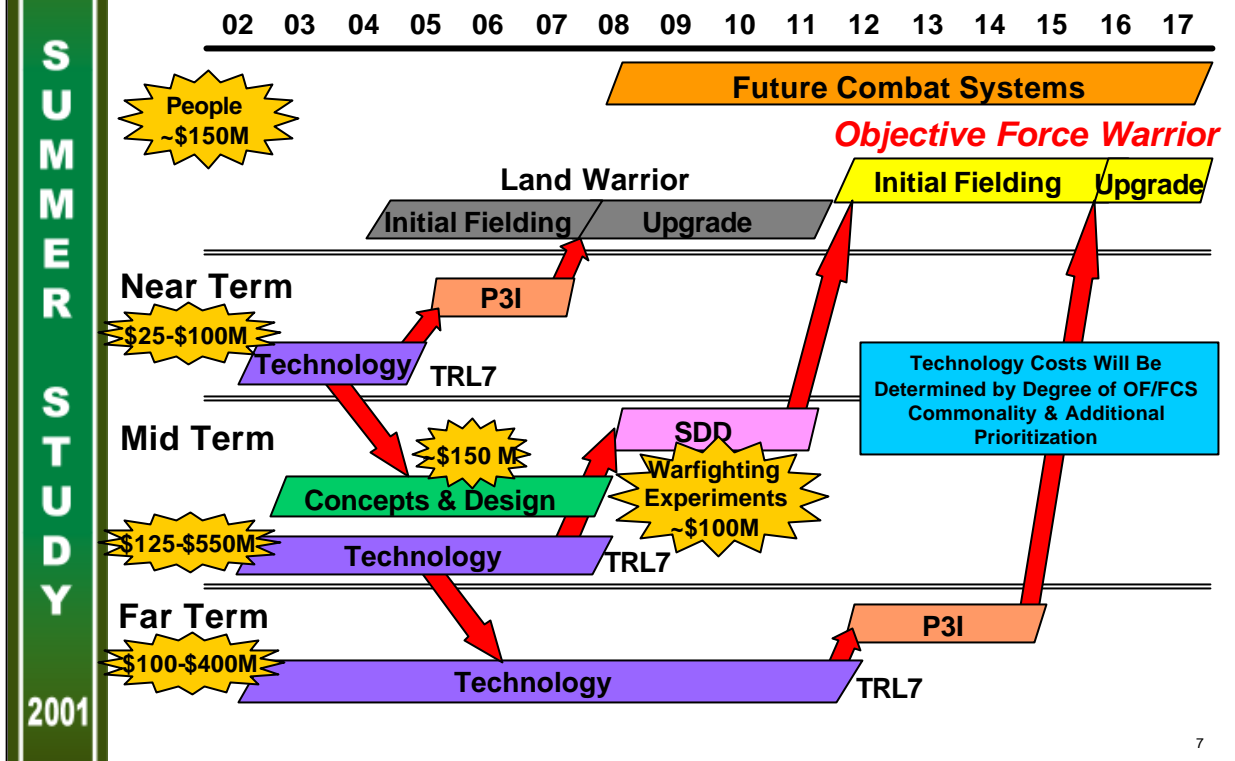 SUMMER STUDY
2001
02 03 04 05 06 07 08 09 10 11 12 13 14 15 16 17
Future Combat Systems
People
~$150M
Objective Force Warrior
Initial Fielding
Upgrade
Land Warrior
Initial Fielding
Upgrade
Near Term
P3I
$25-$100M
Technology
TRL7
Technology Costs Will Be
Determined by Degree of OF/FCS
Commonality & Additional
Prioritization
Mid Term
SDD
~$150 M
Warfighting
Experiments
~$100M
Concepts & Design
$125-$550M
Technology
TRL7
Far Term
P3I
$100-$400M
Technology
TRL7
7